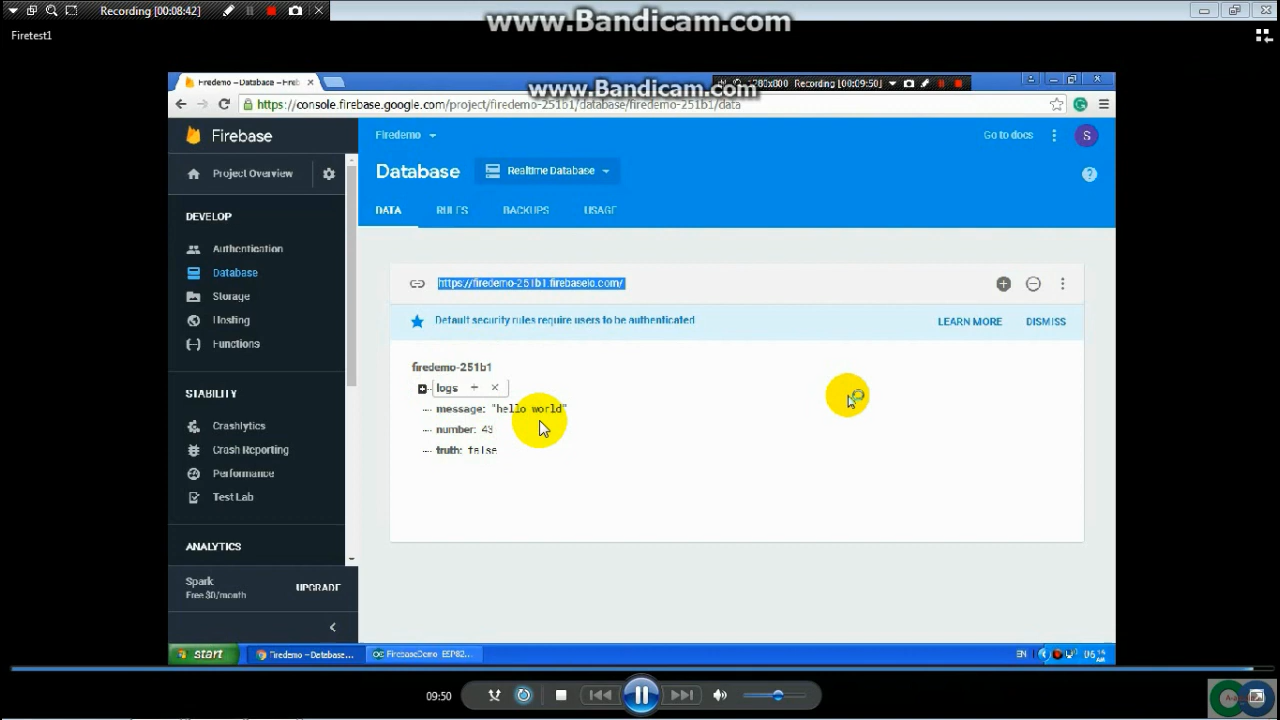 Recording [00:08:42]
www.Bandicam.com
Firetest1
Firedemo – Database – Fireb
www.Bandicam.com
Recording [00:09:50]
https://console.firebase.google.com/project/firedemo-251b1/database/firedemo-251b1/data
Firebase
Firedemo
Go to docs
S
Project Overview
Database
Realtime Database
?
DEVELOP
DATA
RULES
BACKUPS
USAGE
Authentication
Database
Storage
Hosting
Functions
https://firedemo-251b1.firebaseio.com/
Default security rules require users to be authenticated
LEARN MORE
DISMISS
firedemo-251b1
logs
message: "hello world"
number: 43
truth: false
STABILITY
Crashlytics
Crash Reporting
Performance
Test Lab
ANALYTICS
Spark
Free $0/month
UPGRADE
start
Firedemo – Database...
FirebaseDemo_ESP82...
EN
AM
09:50